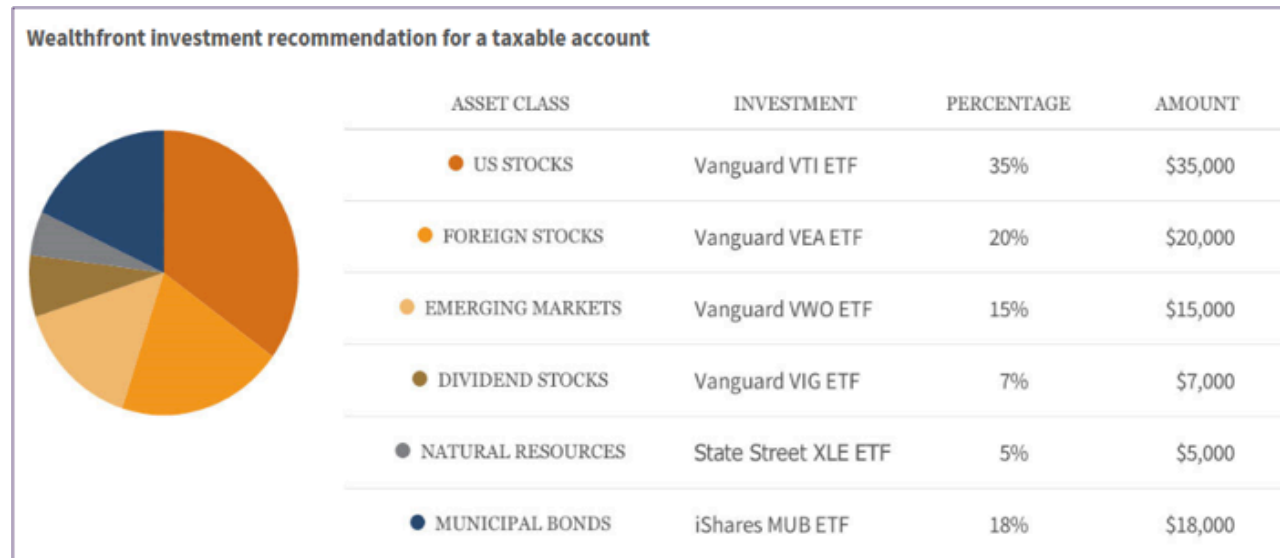 Wealthfront investment recommendation for a taxable account
ASSET CLASS INVESTMENT PERCENTAGE AMOUNT
US STOCKS Vanguard VTI ETF 35% $35,000
FOREIGN STOCKS Vanguard VEA ETF 20% $20,000
EMERGING MARKETS Vanguard VWO ETF 15% $15,000
DIVIDEND STOCKS Vanguard VIG ETF 7% $7,000
NATURAL RESOURCES State Street XLE ETF 5% $5,000
MUNICIPAL BONDS iShares MUB ETF 18% $18,000